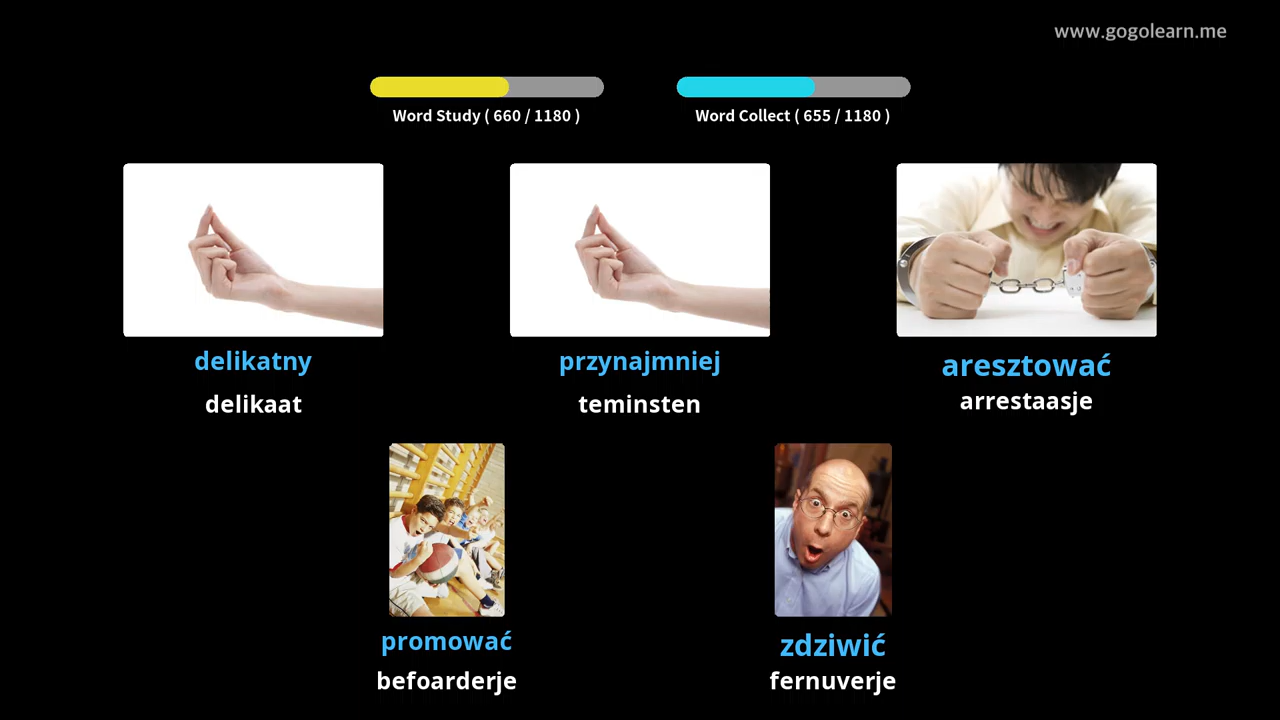 www.gogolearn.me
Word Study ( 660 / 1180 )
Word Collect ( 655 / 1180 )
delikatny
delikaat
przynajmniej
teminsten
aresztować
arrestaasje
promować
befoarderje
zdziwić
fernuverje